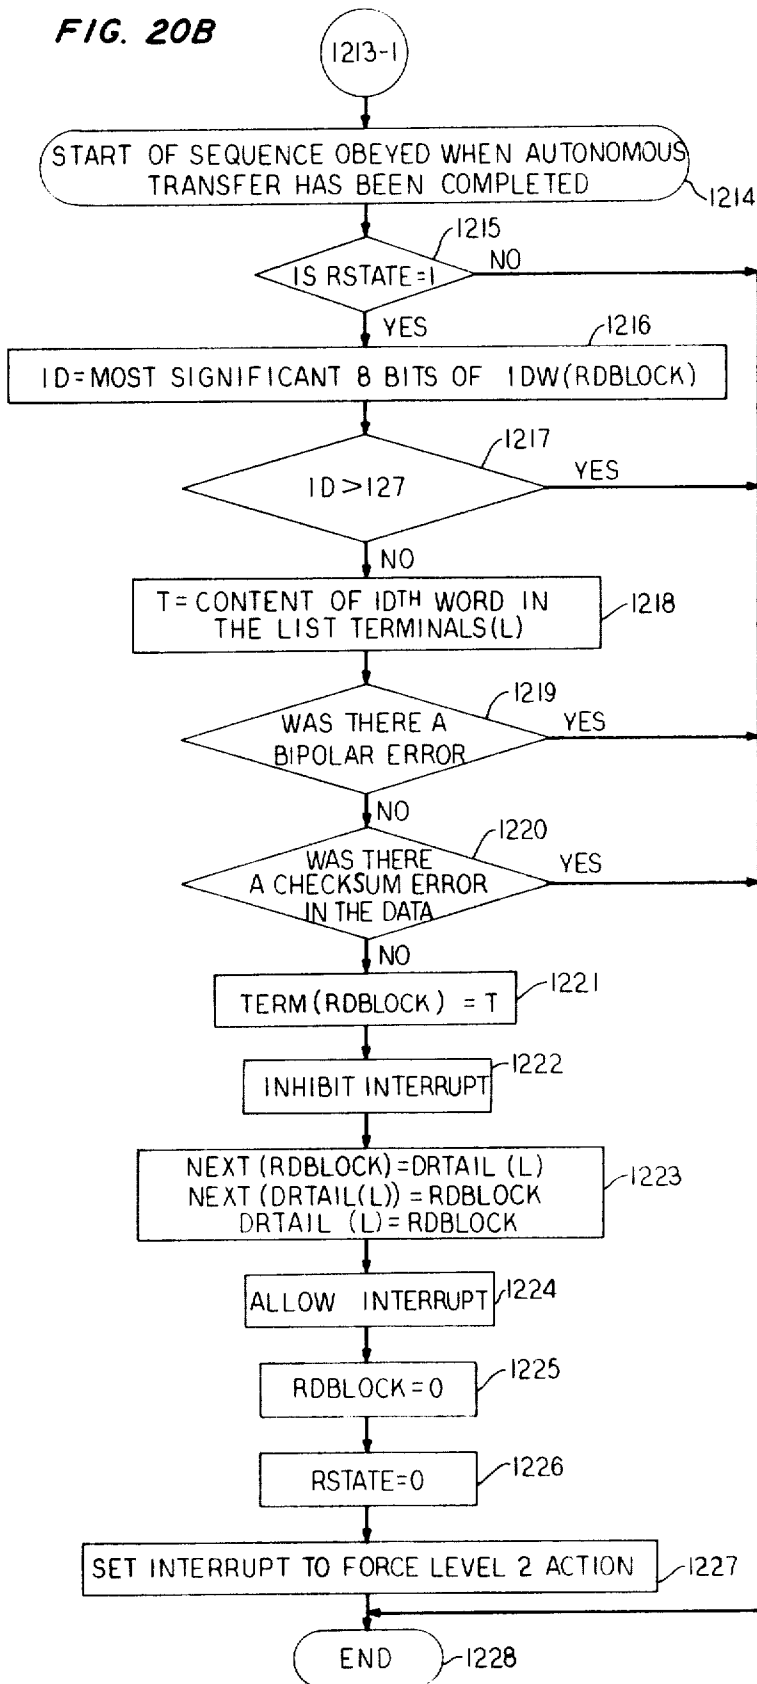 FIG. 20B
1213-1
START OF SEQUENCE OBEYED WHEN AUTONOMOUS
TRANSFER HAS BEEN COMPLETED
1214
1215
IS RSTATE=1
NO
YES
1216
ID=MOST SIGNIFICANT 8 BITS OF IDW(RDBLOCK)
1217
ID>127
YES
NO
T=CONTENT OF IDTH WORD IN
THE LIST TERMINALS(L)
1218
1219
WAS THERE A
BIPOLAR ERROR
YES
NO
1220
WAS THERE
A CHECKSUM ERROR
IN THE DATA
YES
NO
1221
TERM(RDBLOCK) = T
1222
INHIBIT INTERRUPT
NEXT(RDBLOCK)=DRTAIL(L)
NEXT(DRTAIL(L))=RDBLOCK
DRTAIL(L)=RDBLOCK
1223
ALLOW INTERRUPT
1224
RDBLOCK=0
1225
RSTATE=0
1226
SET INTERRUPT TO FORCE LEVEL 2 ACTION
1227
END
1228